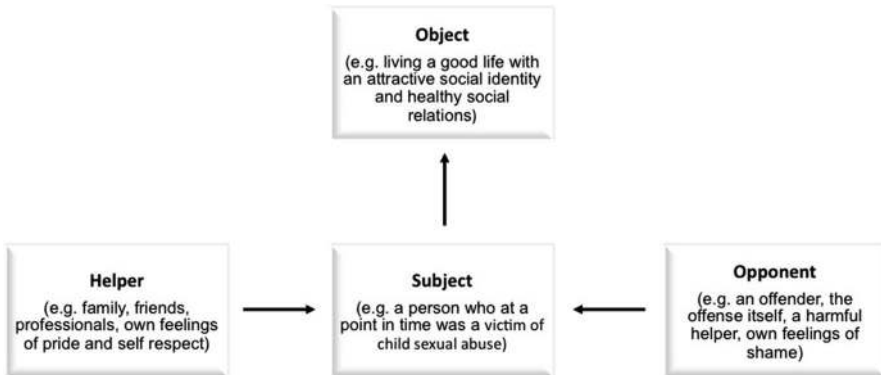 Object
(e.g. living a good life with
an attractive social identity
and healthy social
relations)
Helper
(e.g. family, friends,
professionals, own feelings
of pride and self respect)
Subject
(e.g. a person who at a
point in time was a victim of
child sexual abuse)
Opponent
(e.g. an offender, the
offense itself, a harmful
helper, own feelings of
shame)